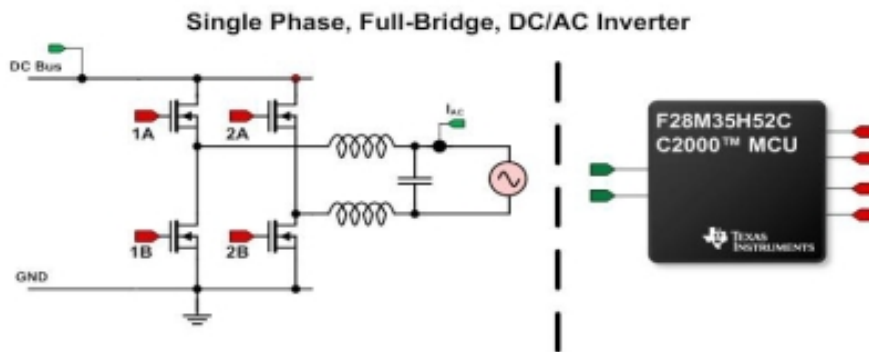 Single Phase, Full-Bridge, DC/AC Inverter
DC Bus
1A
2A
IAC
1B
2B
GND
F28M35H52C
C2000™ MCU
TEXAS
INSTRUMENTS